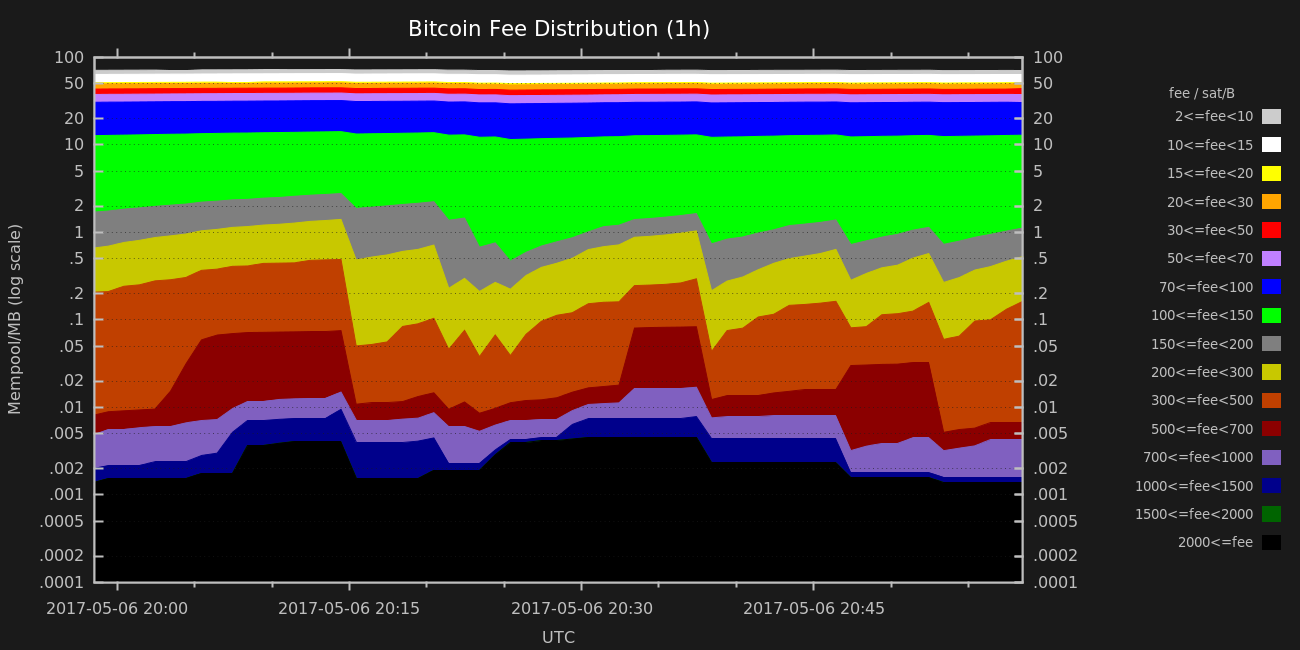 Bitcoin Fee Distribution (1h)
Mempool/MB (log scale)
100
50
20
10
5
2
1
.5
.2
.1
.05
.02
.01
.005
.002
.001
.0005
.0002
.0001
100
50
20
10
5
2
1
.5
.2
.1
.05
.02
.01
.005
.002
.001
.0005
.0002
.0001
2017-05-06 20:00 2017-05-06 20:15 2017-05-06 20:30 2017-05-06 20:45
UTC
fee / sat/B
2<=fee<10
10<=fee<15
15<=fee<20
20<=fee<30
30<=fee<50
50<=fee<70
70<=fee<100
100<=fee<150
150<=fee<200
200<=fee<300
300<=fee<500
500<=fee<700
700<=fee<1000
1000<=fee<1500
1500<=fee<2000
2000<=fee